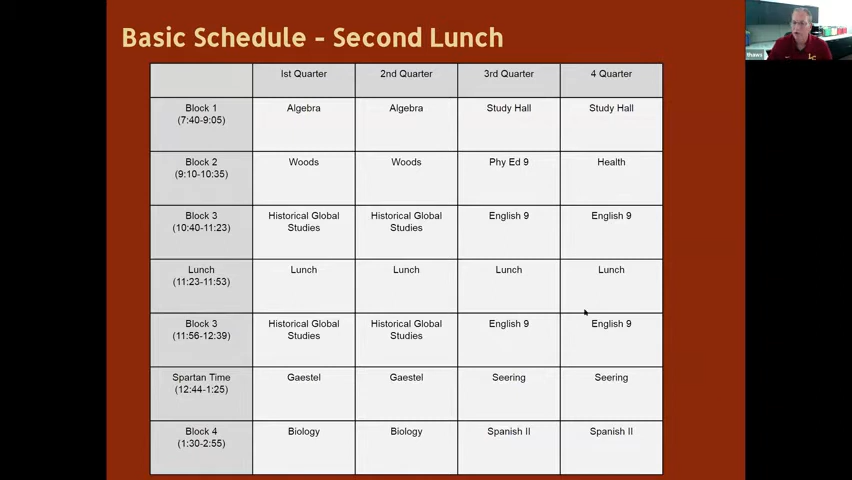 Basic Schedule - Second Lunch
1st Quarter 2nd Quarter 3rd Quarter 4 Quarter
Block 1 Algebra Algebra Study Hall Study Hall
(7:40-9:05)
Block 2 Woods Woods Phy Ed 9 Health
(9:10-10:35)
Block 3 Historical Global Historical Global English 9 English 9
(10:40-11:23) Studies Studies
Lunch Lunch Lunch Lunch Lunch
(11:23-11:53)
Block 3 Historical Global Historical Global English 9 English 9
(11:56-12:39) Studies Studies
Spartan Time Gaestel Gaestel Seering Seering
(12:44-1:25)
Block 4 Biology Biology Spanish II Spanish II
(1:30-2:55)